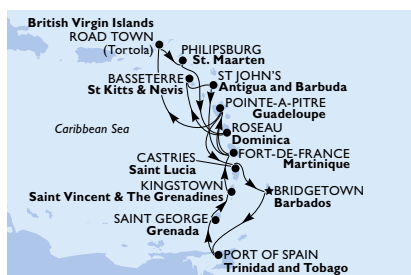 British Virgin Islands
ROAD TOWN
(Tortola)
PHILIPSBURG
St. Maarten
BASSETERRE
St Kitts & Nevis
ST JOHN'S
Antigua and Barbuda
POINTE-A-PITRE
Guadeloupe
Caribbean Sea
ROSEAU
Dominica
FORT-DE-FRANCE
Martinique
CASTRIES
Saint Lucia
KINGSTOWN
Saint Vincent & The Grenadines
BRIDGETOWN
Barbados
SAINT GEORGE
Grenada
PORT OF SPAIN
Trinidad and Tobago